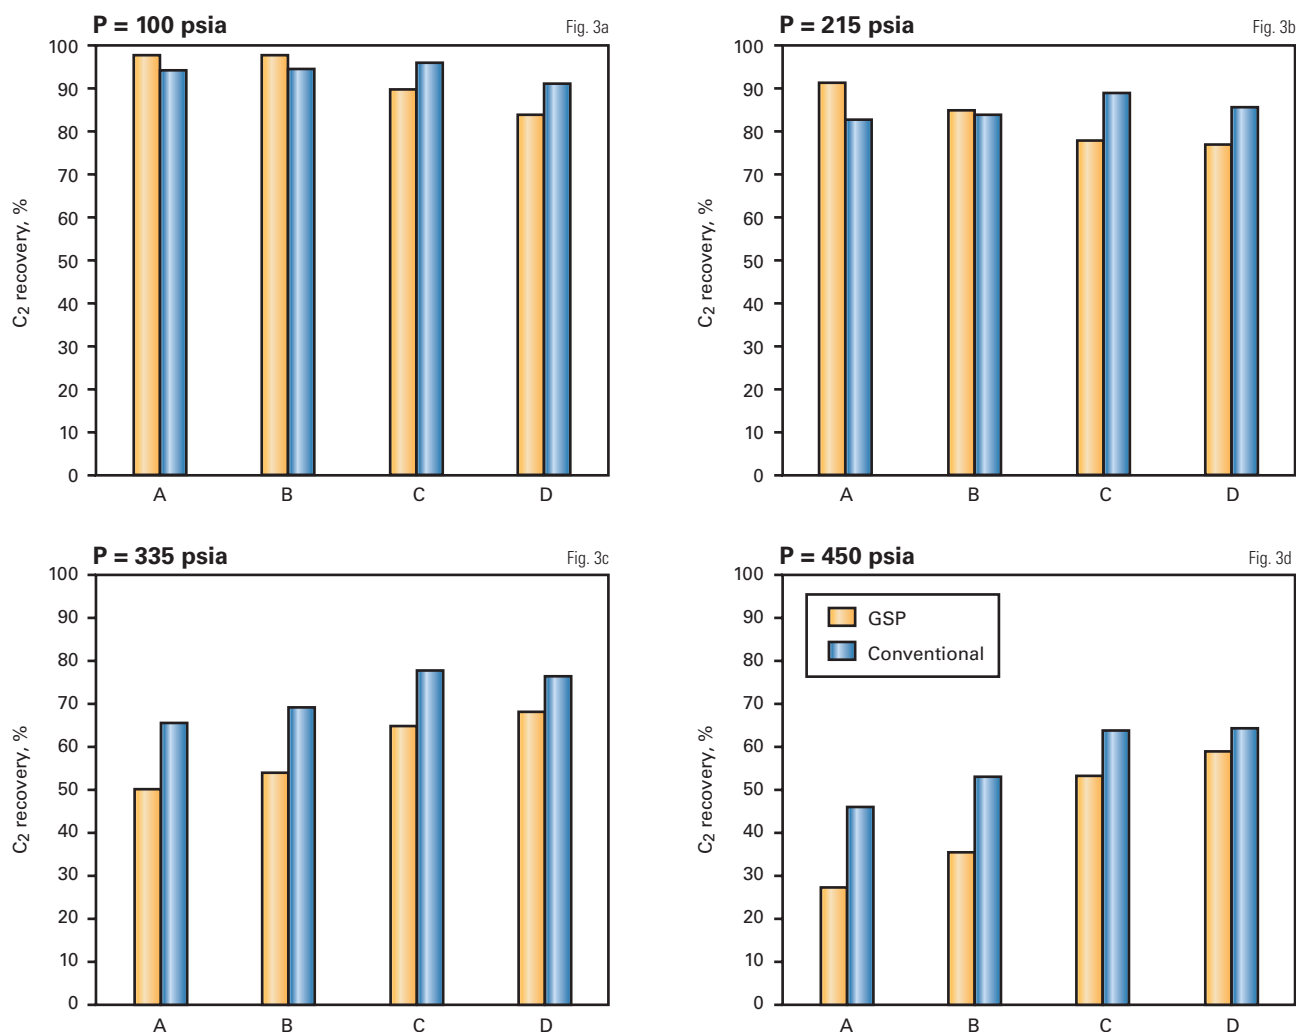 P = 100 psia
Fig. 3a
100
90
80
70
60
50
40
30
20
10
0
C2 recovery, %
A B C D
P = 215 psia
Fig. 3b
100
90
80
70
60
50
40
30
20
10
0
C2 recovery, %
A B C D
P = 335 psia
Fig. 3c
100
90
80
70
60
50
40
30
20
10
0
C2 recovery, %
A B C D
P = 450 psia
Fig. 3d
GSP
Conventional
100
90
80
70
60
50
40
30
20
10
0
C2 recovery, %
A B C D